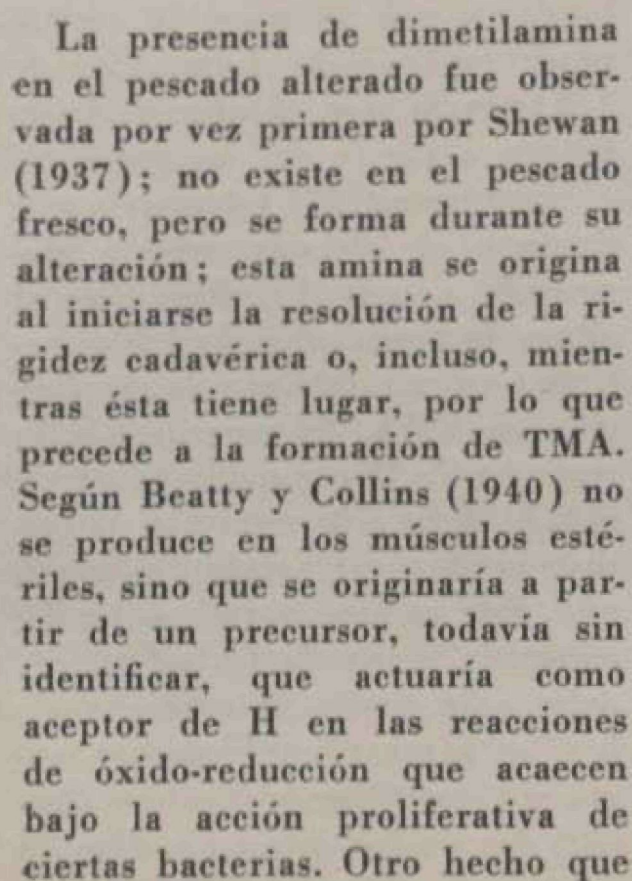 La presencia de dimetilamina
en el pescado alterado fue obser-
vada por vez primera por Shewan
(1937); no existe en el pescado
fresco, pero se forma durante su
alteración; esta amina se origina
al iniciarse la resolución de la ri-
gidez cadavérica o, incluso, mien-
tras ésta tiene lugar, por lo que
precede a la formación de TMA.
Según Beatty y Collins (1940) no
se produce en los músculos esté-
riles, sino que se originaría a par-
tir de un precursor, todavía sin
identificar, que actuaría como
aceptor de H en las reacciones
de óxido-reducción que acaecen
bajo la acción proliferativa de
ciertas bacterias. Otro hecho que